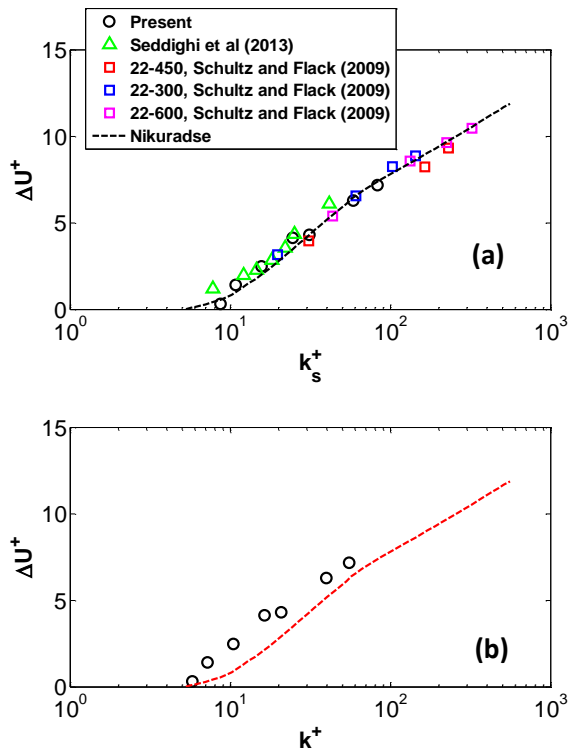 Present
Seddighi et al (2013)
22-450, Schultz and Flack (2009)
22-300, Schultz and Flack (2009)
22-600, Schultz and Flack (2009)
Nikuradse
15
10
5
0
ΔU⁺
(a)
10⁰ 10¹ 10² 10³
kₛ⁺
15
10
5
0
ΔU⁺
(b)
10⁰ 10¹ 10² 10³
k⁺